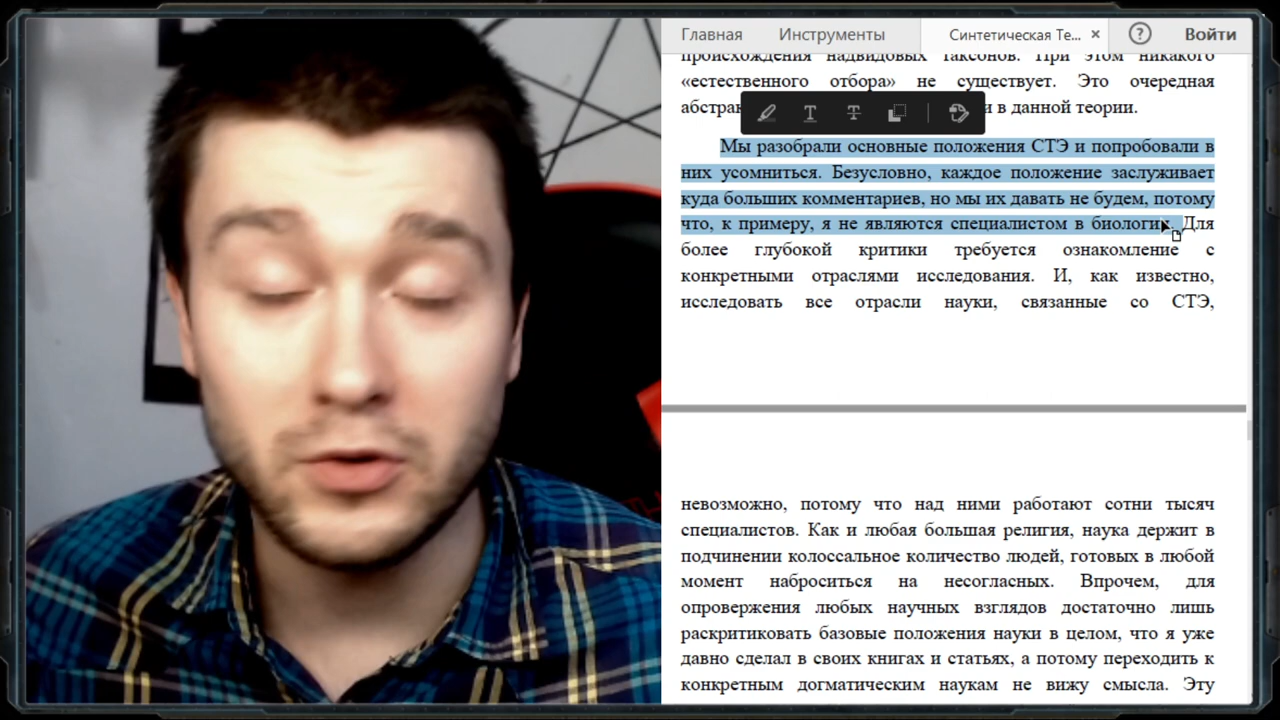 Главная Инструменты Синтетическая Те... × ? Войти
происхождения надвидовых таксонов. При этом никакого
«естественного отбора» не существует. Это очередная
и в данной теории.
Мы разобрали основные положения СТЭ и попробовали в
них усомниться. Безусловно, каждое положение заслуживает
куда больших комментариев, но мы их давать не будем, потому
что, к примеру, я не являются специалистом в биологии. Для
более глубокой критики требуется ознакомление с
конкретными отраслями исследования. И, как известно,
исследовать все отрасли науки, связанные со СТЭ,
невозможно, потому что над ними работают сотни тысяч
специалистов. Как и любая большая религия, наука держит в
подчинении колоссальное количество людей, готовых в любой
момент наброситься на несогласных. Впрочем, для
опровержения любых научных взглядов достаточно лишь
раскритиковать базовые положения науки в целом, что я уже
давно сделал в своих книгах и статьях, а потому переходить к
конкретным догматическим наукам не вижу смысла. Эту